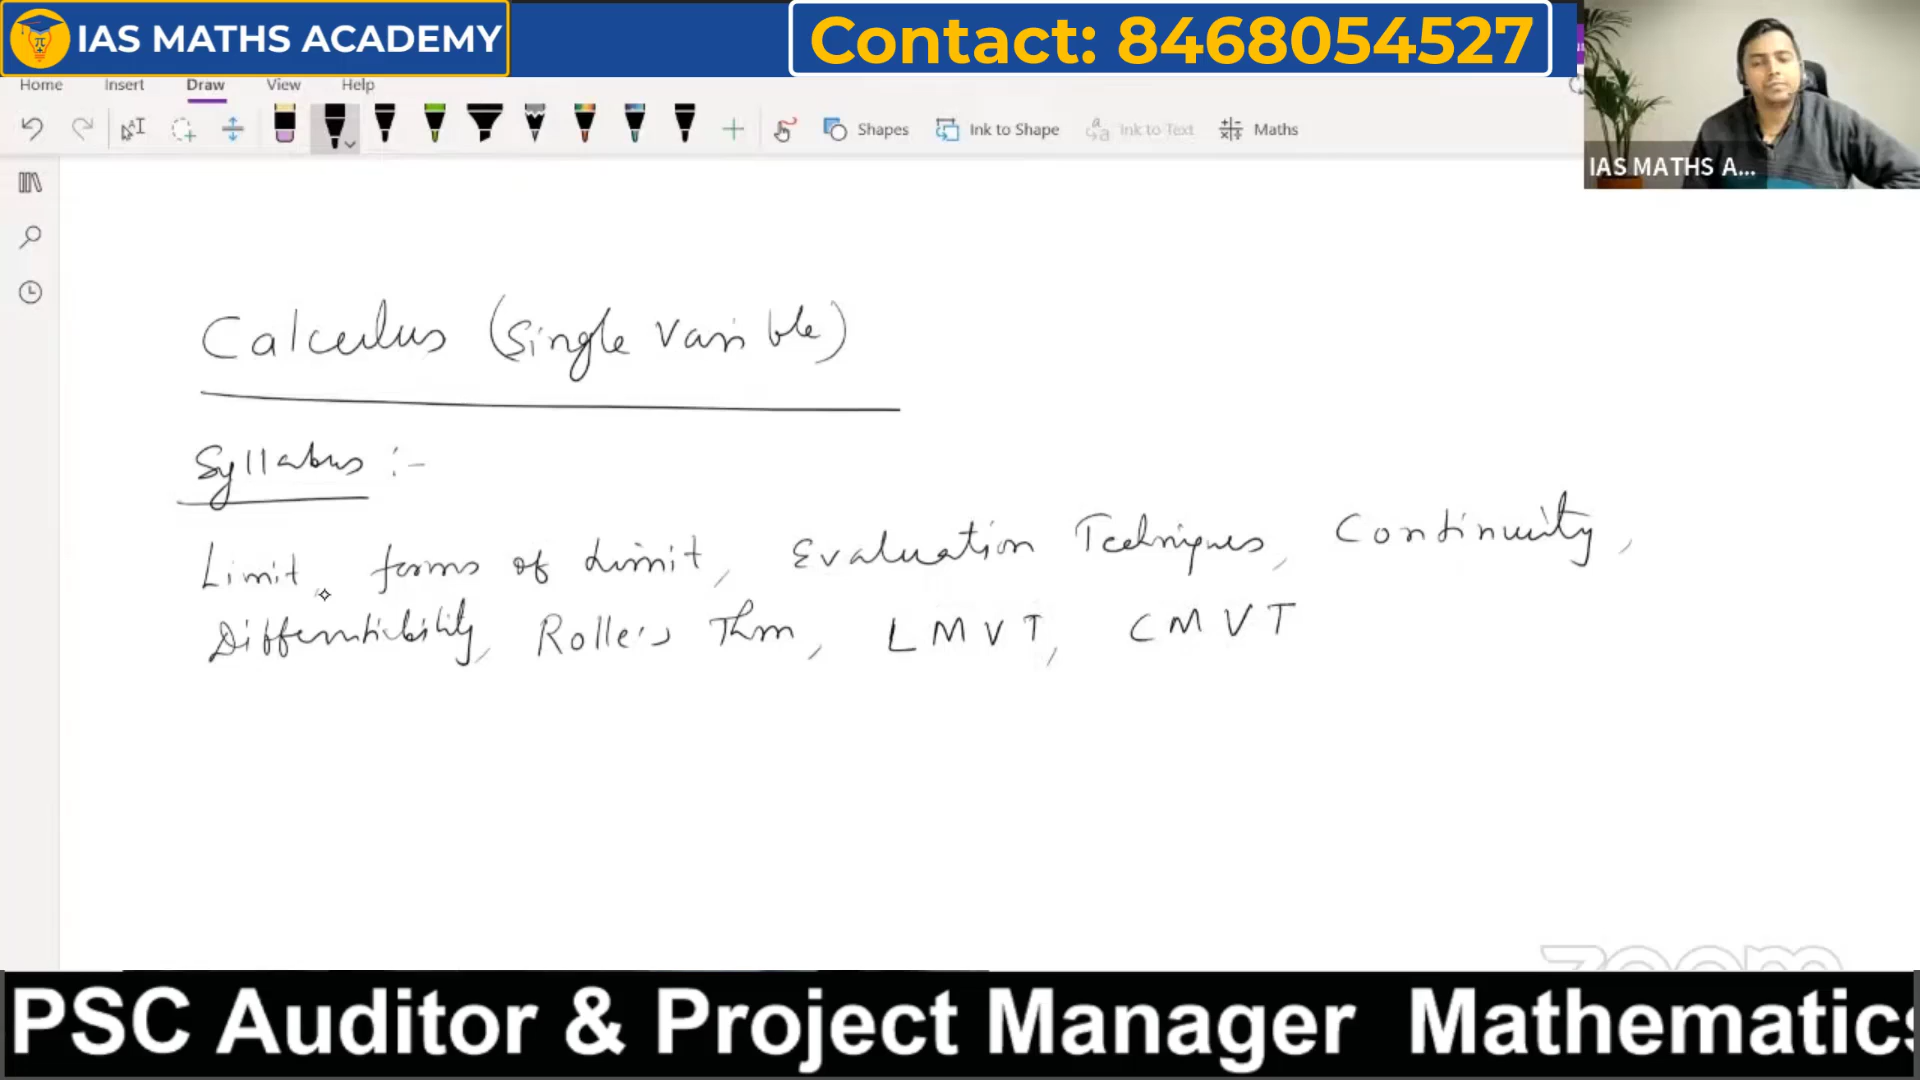 IAS MATHS ACADEMY
Contact: 8468054527
Home Insert Draw View Help
Shapes Ink to Shape Ink to Text Maths
IAS MATHS A...
Calculus (Single Varible)
Syllabus :-
Limit, forms of Limit, Evaluation Techniques, Continuity,
Differentiability, Rolle's Thm, LMVT, CMVT
zoom
PSC Auditor & Project Manager Mathematics